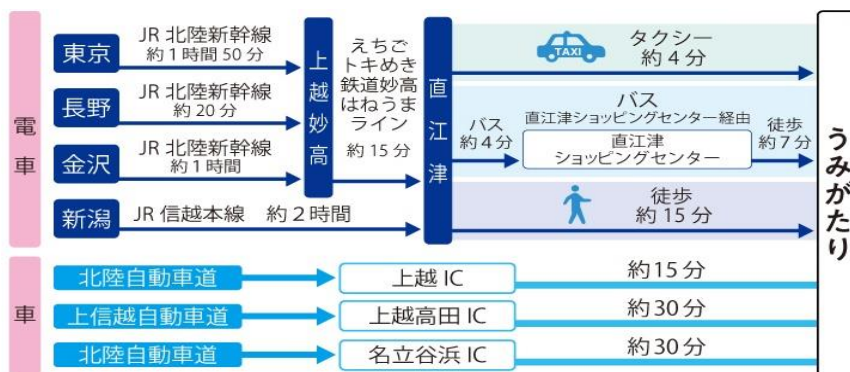 電車
東京
JR 北陸新幹線
約1時間 50 分
長野
JR 北陸新幹線
約 20 分
金沢
JR 北陸新幹線
約1時間
新潟
JR 信越本線 約2時間
上越妙高
えちご
トキめき
鉄道妙高
はねうま
ライン
約 15 分
直江津
TAXI
タクシー
約4分
バス
約4分
バス
直江津ショッピングセンター経由
直江津
ショッピングセンター
徒歩
約7分
徒歩
約 15 分
うみがたり
車
北陸自動車道
上越 IC
約15 分
上信越自動車道
上越高田 IC
約30 分
北陸自動車道
名立谷浜 IC
約30 分